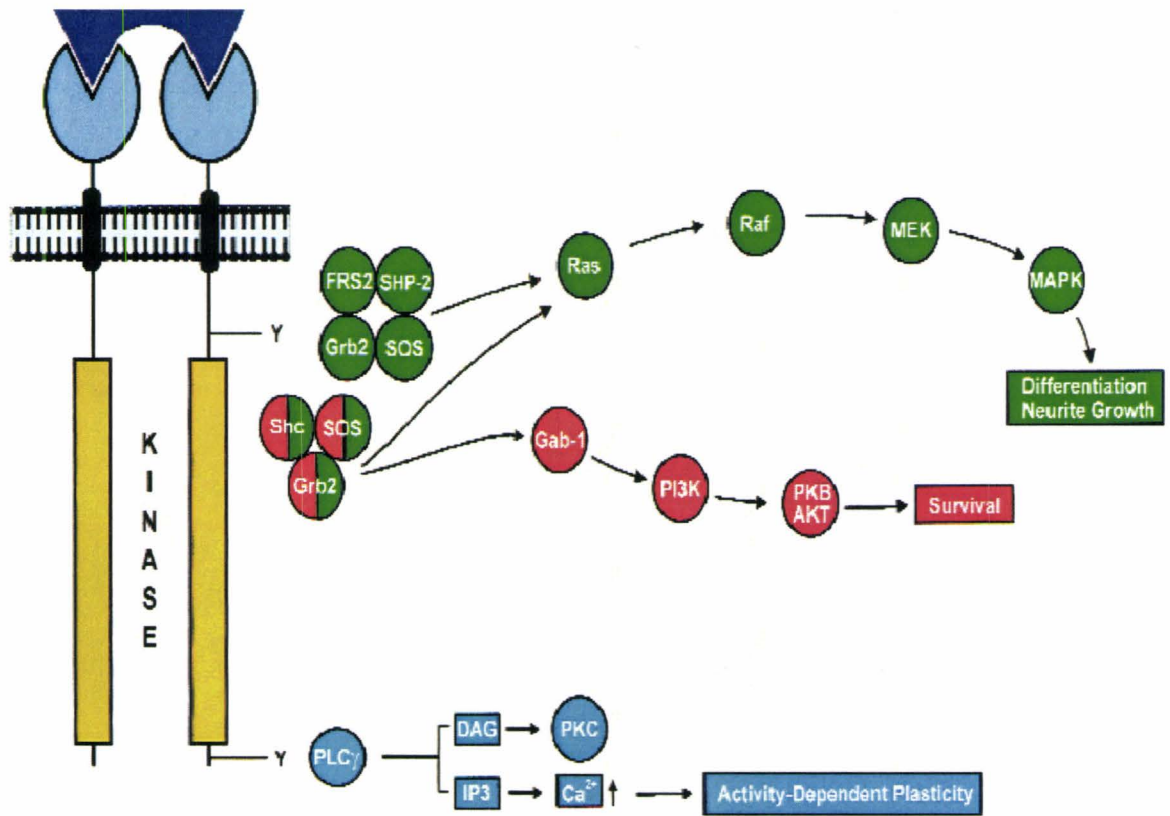 Raf
MEK
Ras
MAPK
FRS2 SHP-2
Grb2 SOS
Y
Differentiation
Neurite Growth
Shc SOS
Grb2
Gab-1
PI3K
PKB
AKT
Survival
KINASE
DAG
PKC
Y
PLCγ
IP3
Ca²⁺ ↑
Activity-Dependent Plasticity